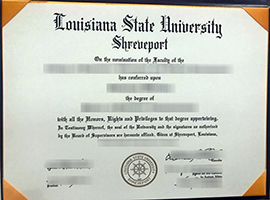 Louisiana State University
Shreveport
On the nomination of the Faculty of the
has conferred upon
the degree of
with all the Honors, Rights and Privileges to that degree appertaining.
In Testimony Whereof, the seal of the University and the signatures as authorized
by the Board of Supervisors are hereunto affixed. Given at Shreveport, Louisiana,